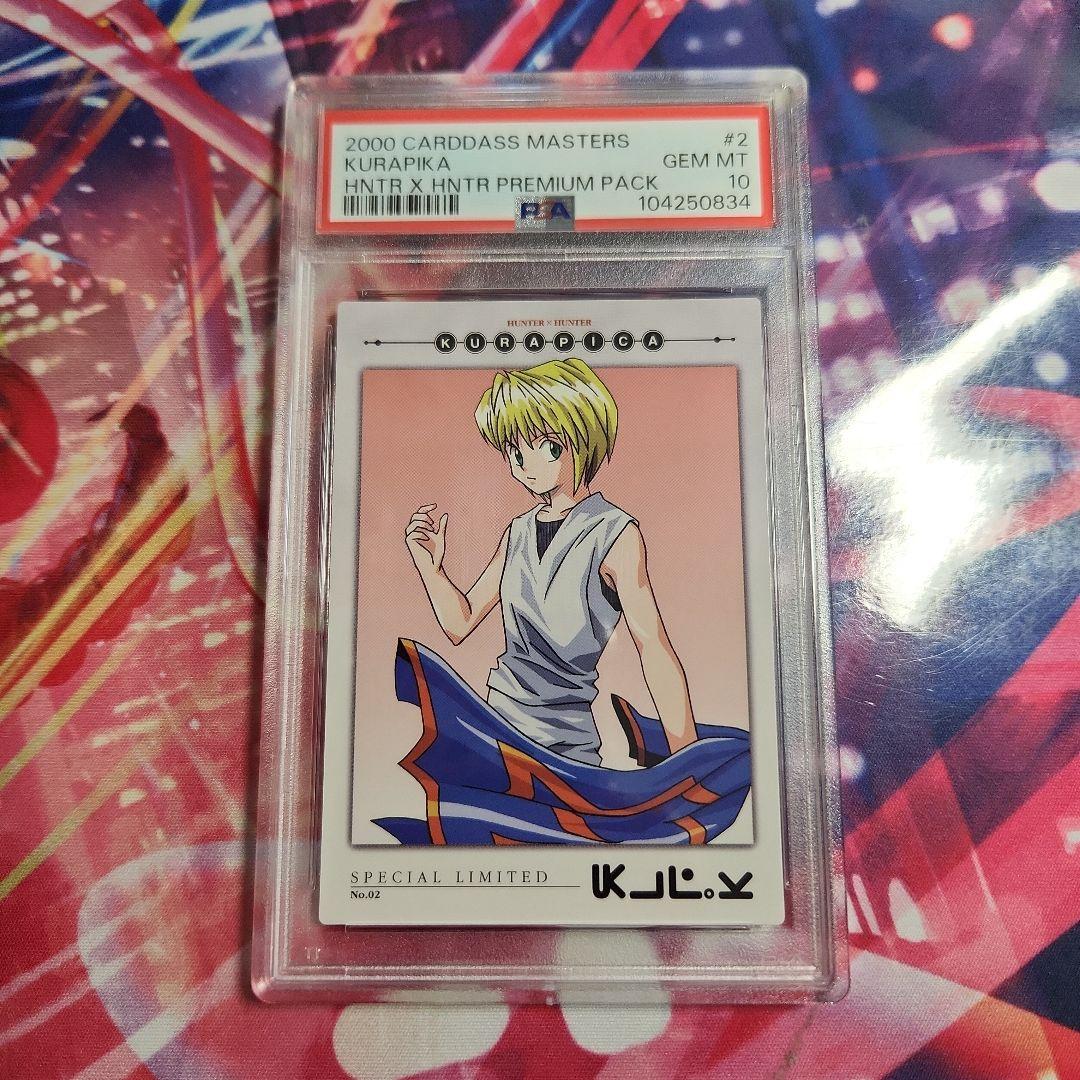 2000 CARDDASS MASTERS #2
KURAPIKA GEM MT
HNTR X HNTR PREMIUM PACK 10
PSA 104250834
HUNTER×HUNTER
KURAPICA
SPECIAL LIMITED
No.02